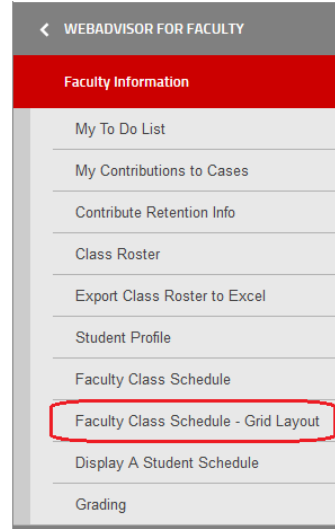 WEBADVISOR FOR FACULTY
Faculty Information
My To Do List
My Contributions to Cases
Contribute Retention Info
Class Roster
Export Class Roster to Excel
Student Profile
Faculty Class Schedule
Faculty Class Schedule - Grid Layout
Display A Student Schedule
Grading